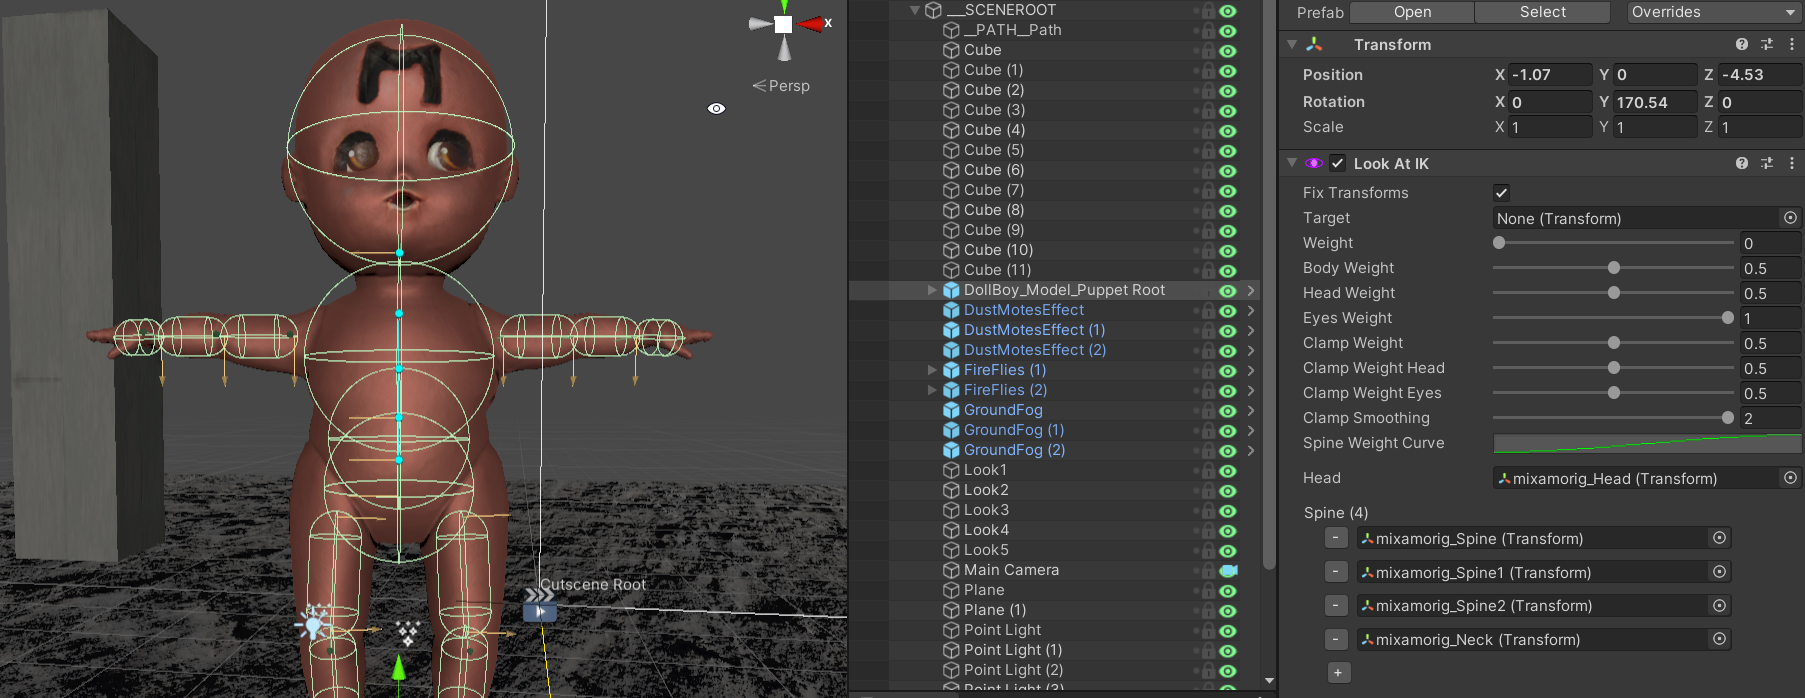 x
Persp
Cutscene Root
__SCENEROOT
__PATH__Path
Cube
Cube (1)
Cube (2)
Cube (3)
Cube (4)
Cube (5)
Cube (6)
Cube (7)
Cube (8)
Cube (9)
Cube (10)
Cube (11)
DollBoy_Model_Puppet Root
DustMotesEffect
DustMotesEffect (1)
DustMotesEffect (2)
FireFlies (1)
FireFlies (2)
GroundFog
GroundFog (1)
GroundFog (2)
Look1
Look2
Look3
Look4
Look5
Main Camera
Plane
Plane (1)
Point Light
Point Light (1)
Point Light (2)
Point Light (3)
Prefab Open Select Overrides
Transform
Position X -1.07 Y 0 Z -4.53
Rotation X 0 Y 170.54 Z 0
Scale X 1 Y 1 Z 1
Look At IK
Fix Transforms
Target None (Transform)
Weight 0
Body Weight 0.5
Head Weight 0.5
Eyes Weight 1
Clamp Weight 0.5
Clamp Weight Head 0.5
Clamp Weight Eyes 0.5
Clamp Smoothing 2
Spine Weight Curve
Head mixamorig_Head (Transform)
Spine (4)
- mixamorig_Spine (Transform)
- mixamorig_Spine1 (Transform)
- mixamorig_Spine2 (Transform)
- mixamorig_Neck (Transform)
+